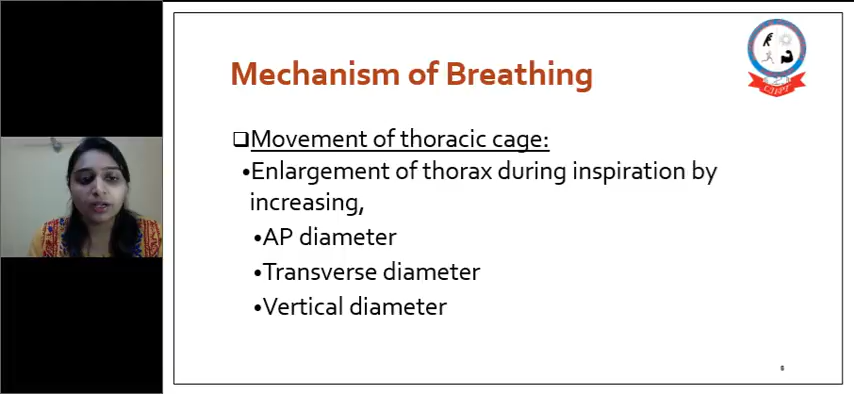 Mechanism of Breathing
Movement of thoracic cage:
•Enlargement of thorax during inspiration by
increasing,
•AP diameter
•Transverse diameter
•Vertical diameter
6